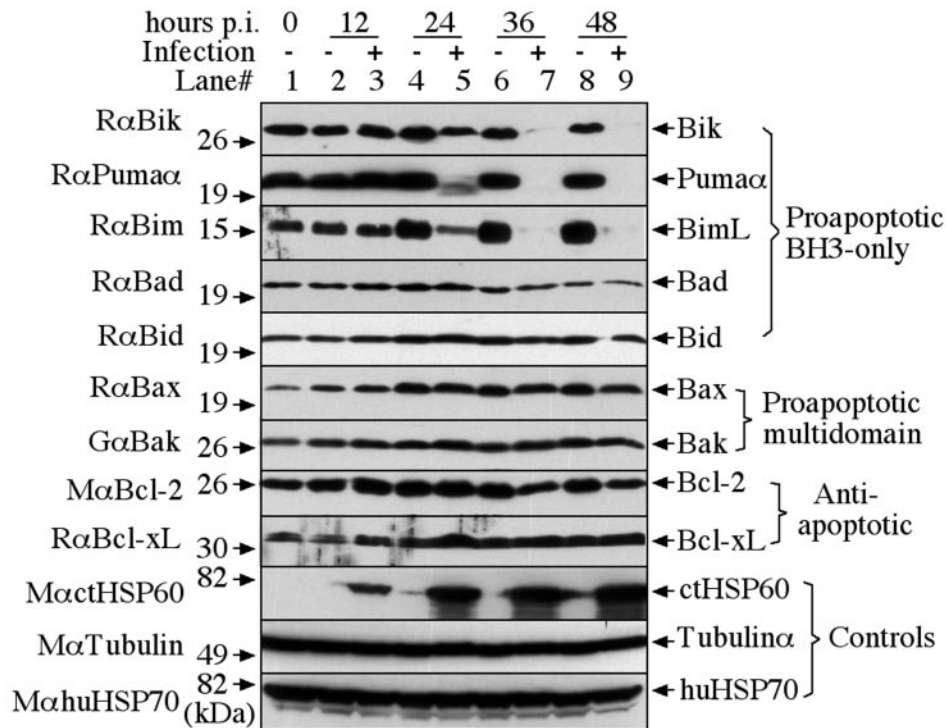 hours p.i. 0 12 24 36 48
Infection - - + - + - + - +
Lane# 1 2 3 4 5 6 7 8 9
RαBik 26 Bik
RαPumaα 19 Pumaα
RαBim 15 BimL
RαBad 19 Bad
RαBid 19 Bid
Proapoptotic
BH3-only
RαBax 19 Bax
GαBak 26 Bak
Proapoptotic
multidomain
MαBcl-2 26 Bcl-2
RαBcl-xL 30 Bcl-xL
Anti-
apoptotic
MαctHSP60 82 ctHSP60
MαTubulin 49 Tubulinα
MαhuHSP70 82 huHSP70
(kDa)
Controls